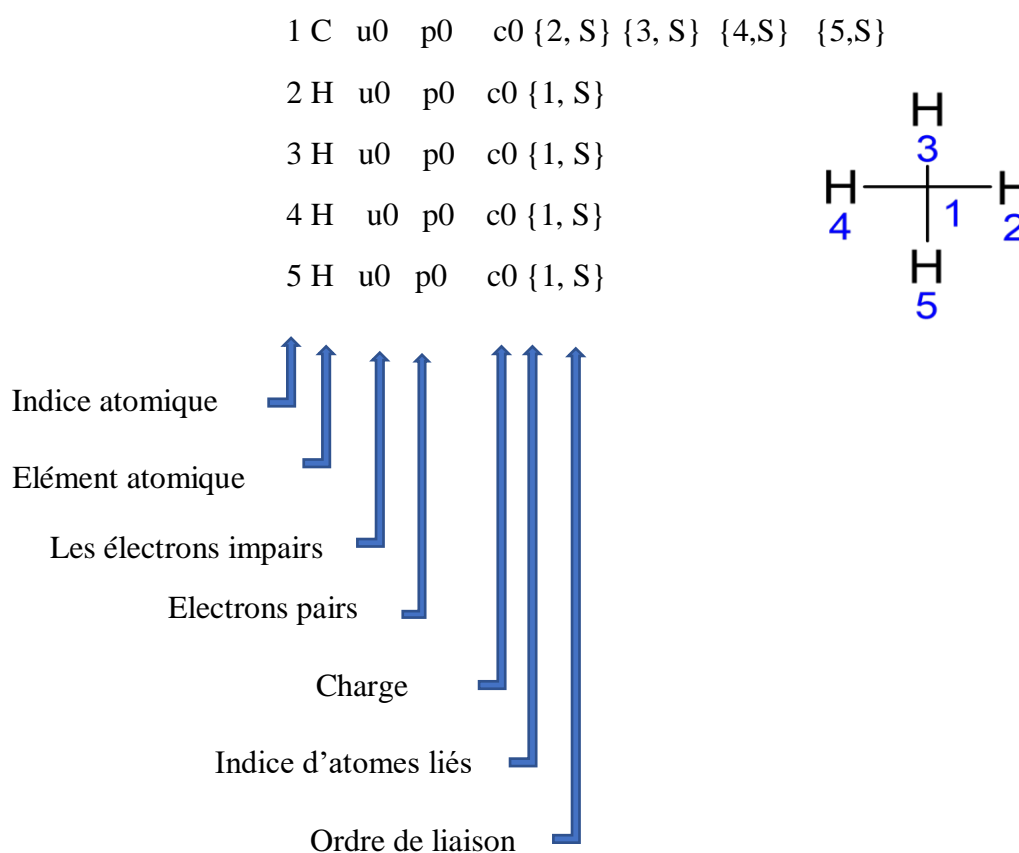 1 C u0 p0 c0 {2, S} {3, S} {4,S} {5,S}
2 H u0 p0 c0 {1, S}
3 H u0 p0 c0 {1, S}
4 H u0 p0 c0 {1, S}
5 H u0 p0 c0 {1, S}
H
3
H H
4 1 2
H
5
Indice atomique
Elément atomique
Les électrons impairs
Electrons pairs
Charge
Indice d’atomes liés
Ordre de liaison